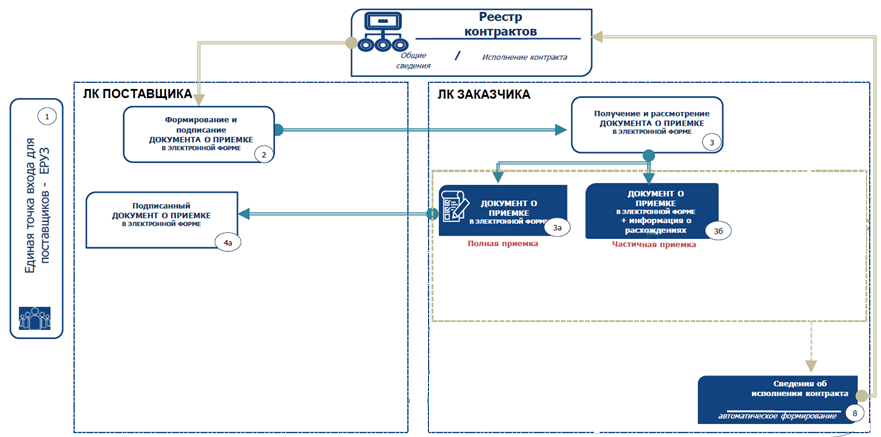 Реестр
контрактов
Общие
сведения
/
Исполнение контракта
ЛК ПОСТАВЩИКА
ЛК ЗАКАЗЧИКА
1
Единая точка входа для
поставщиков - ЕРУЗ
Формирование и
подписание
ДОКУМЕНТА О ПРИЕМКЕ
В ЭЛЕКТРОННОЙ ФОРМЕ
2
Получение и рассмотрение
ДОКУМЕНТА О ПРИЕМКЕ
В ЭЛЕКТРОННОЙ ФОРМЕ
3
Подписанный
ДОКУМЕНТ О ПРИЕМКЕ
В ЭЛЕКТРОННОЙ ФОРМЕ
4а
ДОКУМЕНТ О
ПРИЕМКЕ
В ЭЛЕКТРОННОЙ ФОРМЕ
3а
Полная приемка
ДОКУМЕНТ О
ПРИЕМКЕ
В ЭЛЕКТРОННОЙ ФОРМЕ
+ информация о
расхождениях
3б
Частичная приемка
Сведения об
исполнении контракта
автоматическое формирование
8